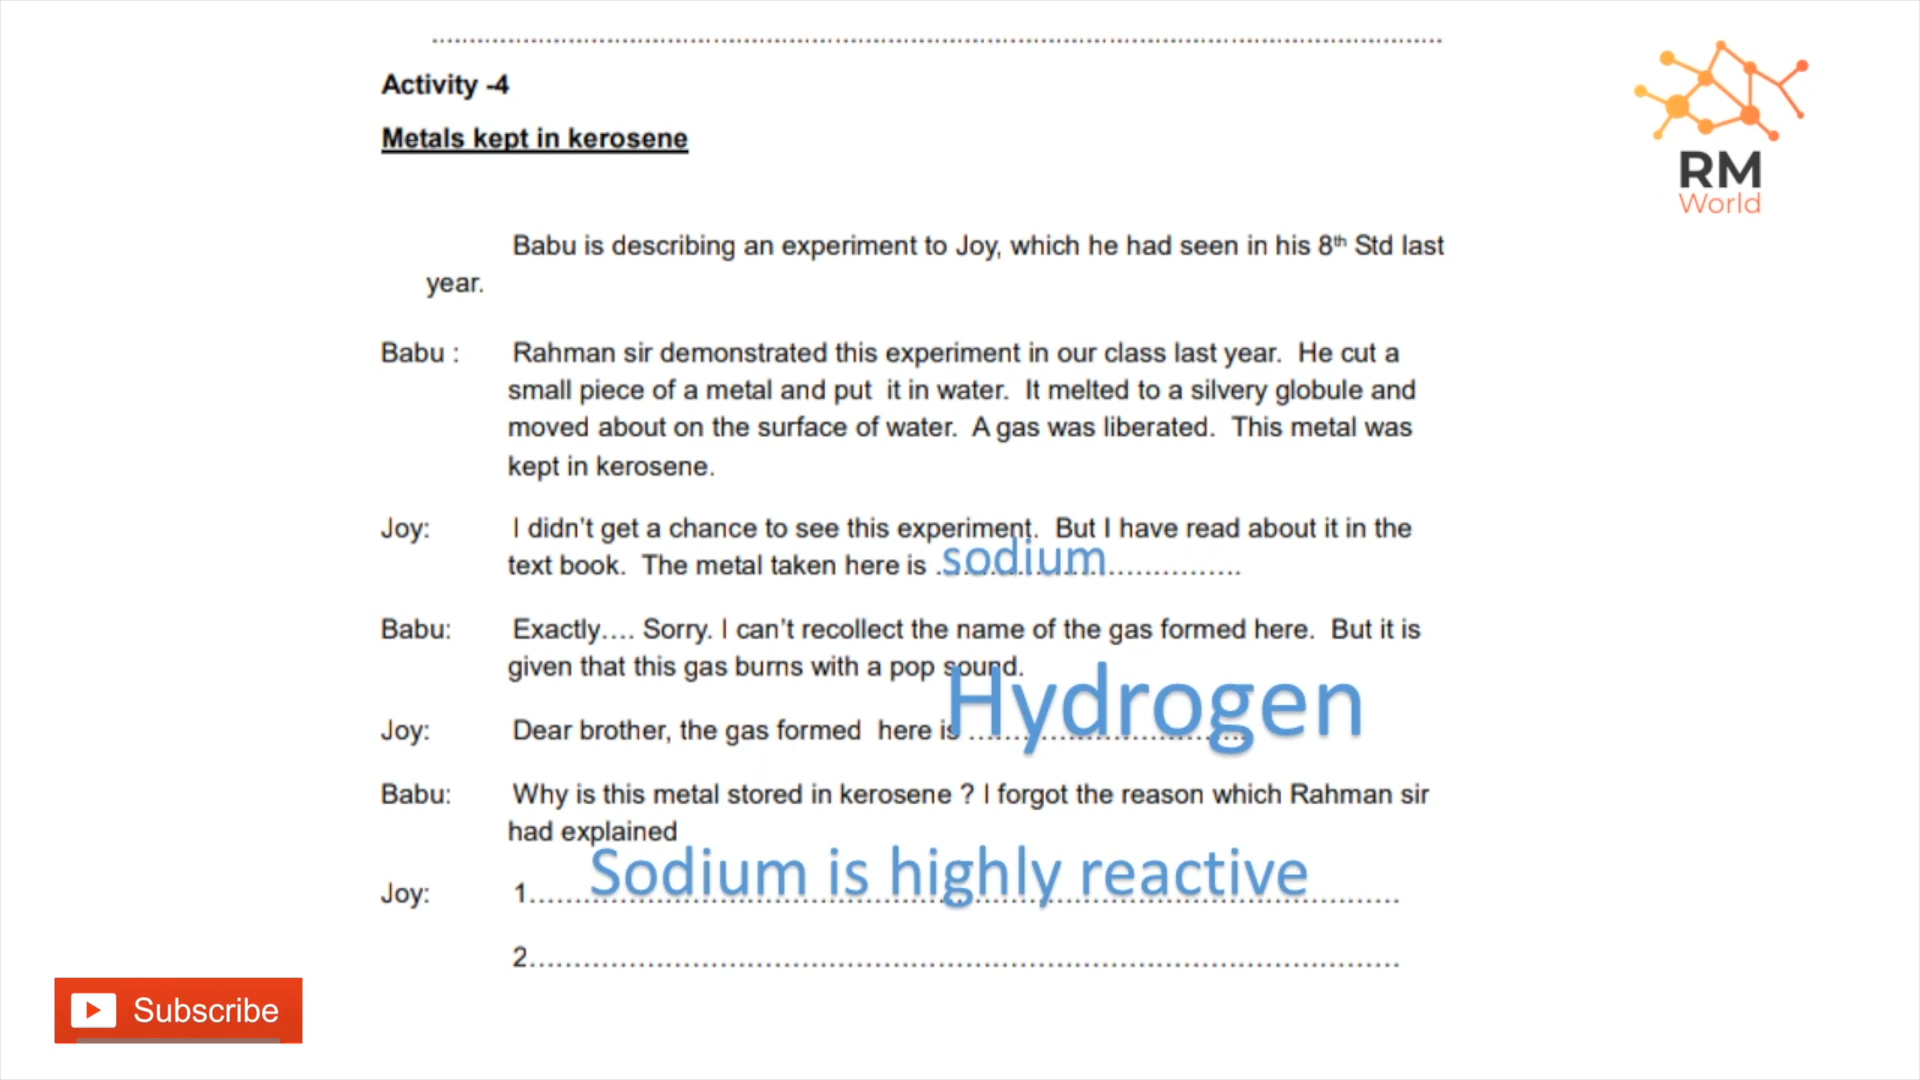 Activity -4
Metals kept in kerosene
RM
World
Babu is describing an experiment to Joy, which he had seen in his 8th Std last
year.
Babu : Rahman sir demonstrated this experiment in our class last year. He cut a
small piece of a metal and put it in water. It melted to a silvery globule and
moved about on the surface of water. A gas was liberated. This metal was
kept in kerosene.
Joy: I didn't get a chance to see this experiment. But I have read about it in the
text book. The metal taken here is sodium
Babu: Exactly.... Sorry. I can't recollect the name of the gas formed here. But it is
given that this gas burns with a pop sound.
Joy: Dear brother, the gas formed here is Hydrogen
Babu: Why is this metal stored in kerosene ? I forgot the reason which Rahman sir
had explained
Joy: 1. Sodium is highly reactive
2.
Subscribe